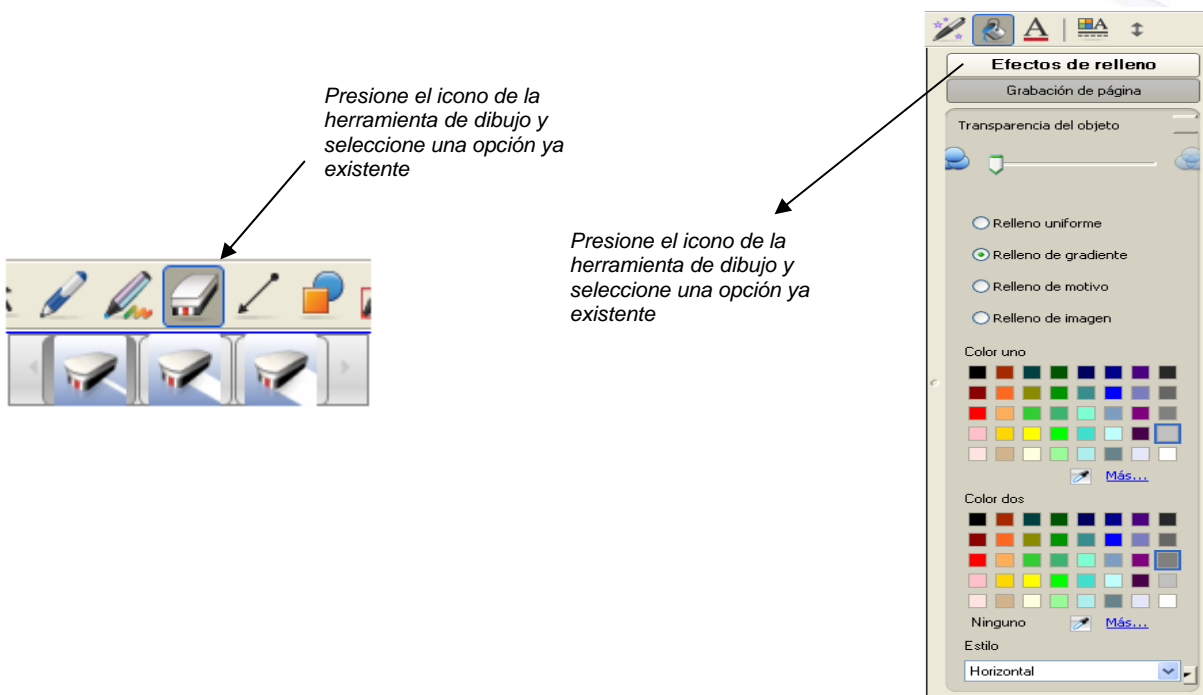 Presione el icono de la
herramienta de dibujo y
seleccione una opción ya
existente
Presione el icono de la
herramienta de dibujo y
seleccione una opción ya
existente
Efectos de relleno
Grabación de página
Transparencia del objeto
Relleno uniforme
Relleno de gradiente
Relleno de motivo
Relleno de imagen
Color uno
Más...
Color dos
Ninguno Más...
Estilo
Horizontal